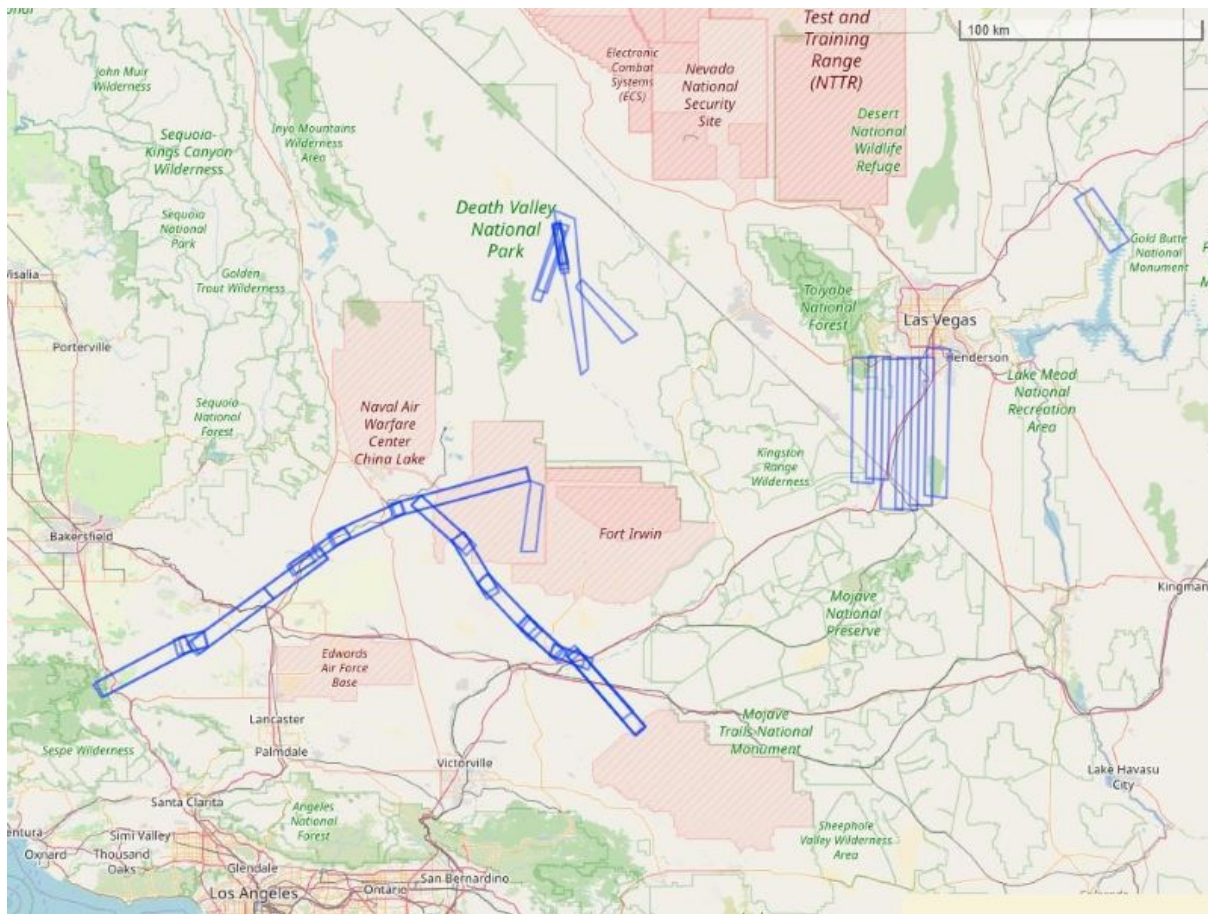 onal
100 km
Test and
Training
Range
(NTTR)
Electronic
Combat
Systems
(ECS)
Nevada
National
Security
Site
John Muir
Wilderness
Sequoia-
Kings Canyon
Wilderness
Inyo Mountains
Wilderness
Area
Desert
National
Wildlife
Refuge
Death Valley
National
Park
Sequoia
National
Park
Golden
Trout Wilderness
Visalia
Gold Butte
National
Monument
Toiyabe
National
Forest
Las Vegas
Henderson
Porterville
Lake Mead
National
Recreation
Area
Sequoia
National
Forest
Naval Air
Warfare
Center
China Lake
Kingston
Range
Wilderness
Bakersfield
Fort Irwin
Kingman
Mojave
National
Preserve
Edwards
Air Force
Base
Lancaster
Palmdale
Sespe Wilderness
Mojave
Trails National
Monument
Victorville
Lake Havasu
City
Santa Clarita
Angeles
National
Forest
Simi Valley
entura
Oxnard
Thousand
Oaks
Glendale
Los Angeles
Ontario
San Bernardino
Sheephole
Valley Wilderness
Area